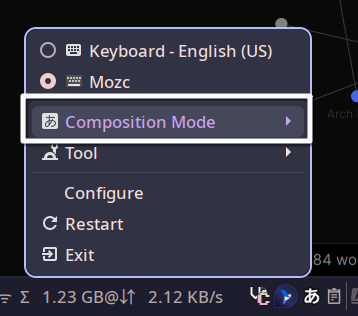 Keyboard - English (US)
Mozc
あ Composition Mode
Tool
Configure
Restart
Exit
Arch
84 wo
Σ 1.23 GB@↓↑ 2.12 KB/s あ